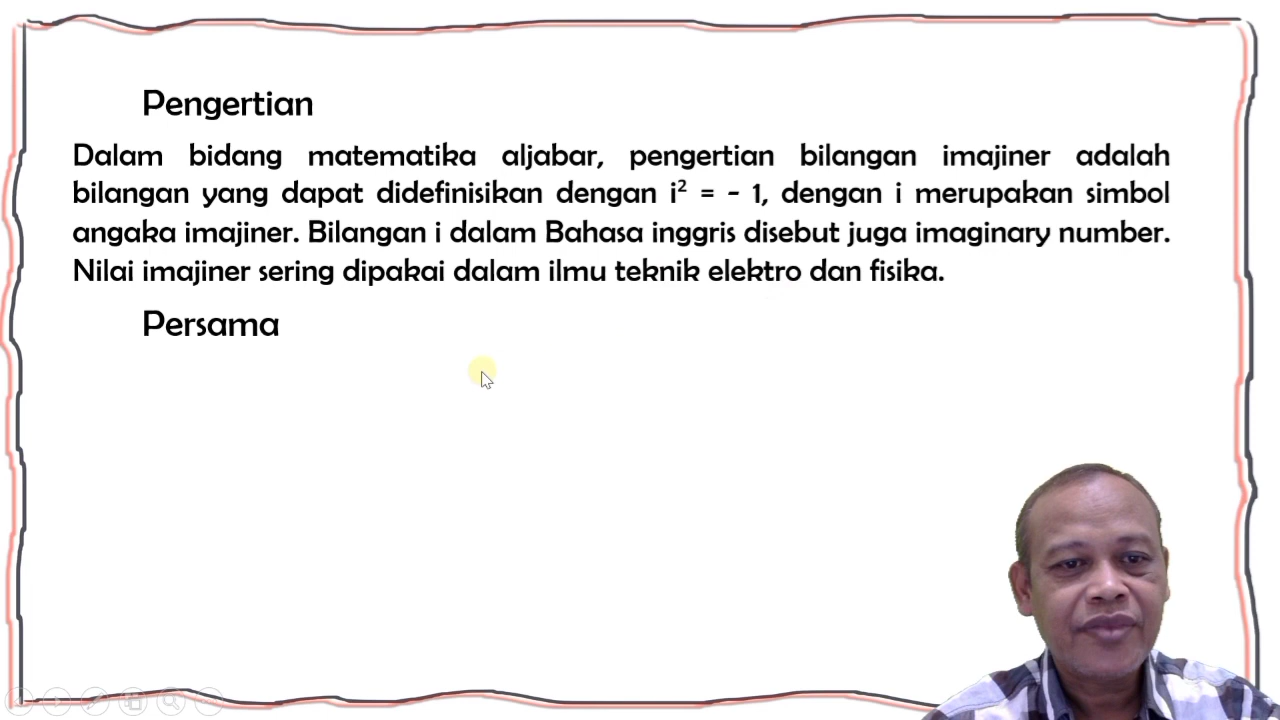 Pengertian
Dalam bidang matematika aljabar, pengertian bilangan imajiner adalah
bilangan yang dapat didefinisikan dengan i² = - 1, dengan i merupakan simbol
angaka imajiner. Bilangan i dalam Bahasa inggris disebut juga imaginary number.
Nilai imajiner sering dipakai dalam ilmu teknik elektro dan fisika.
Persama